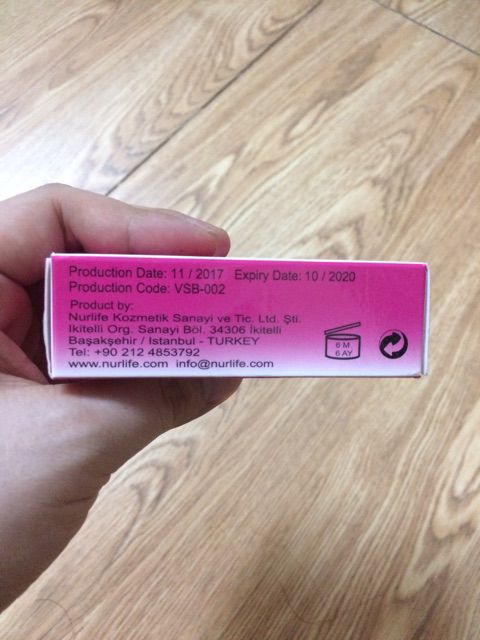 Production Date: 11 / 2017 Expiry Date: 10 / 2020
Production Code: VSB-002
Product by:
Nurlife Kozmetik Sanayi ve Tic. Ltd. Şti.
Ikitelli Org. Sanayi Böl. 34306 İkitelli
Başakşehir / Istanbul - TURKEY
Tel: +90 212 4853792
www.nurlife.com info@nurlife.com
6 M
6 AY